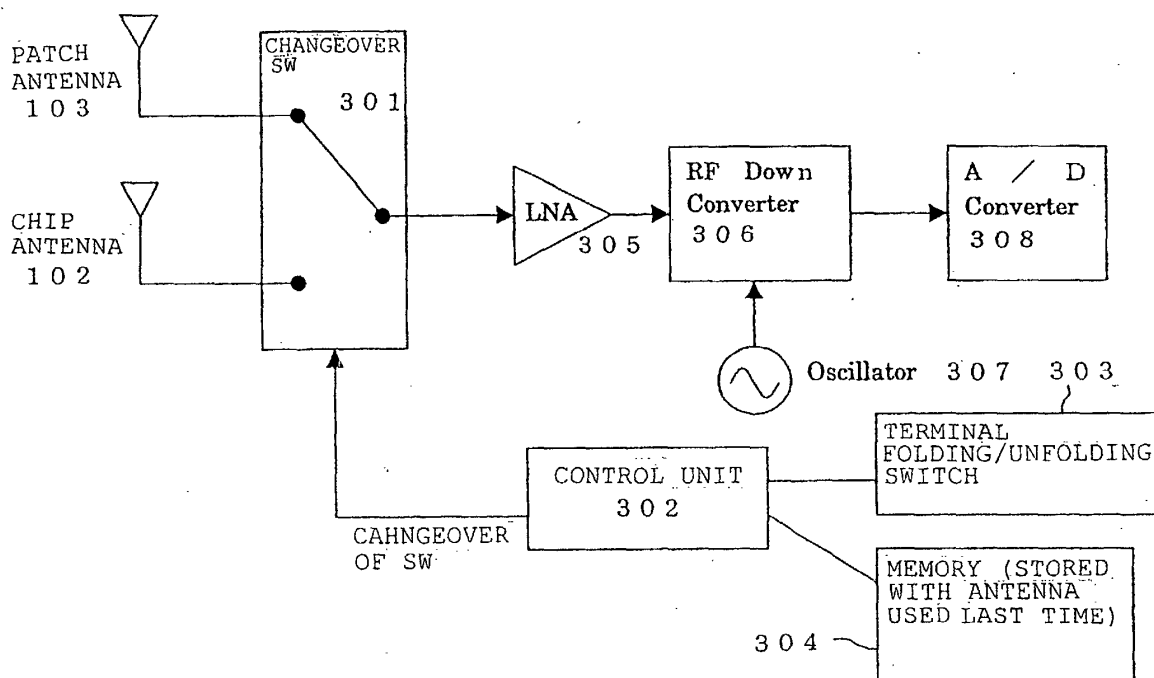 PATCH
ANTENNA
103
CHIP
ANTENNA
102
CHANGEOVER
SW
301
LNA
305
RF Down
Converter
306
A / D
Converter
308
Oscillator 307
303
TERMINAL
FOLDING/UNFOLDING
SWITCH
CONTROL UNIT
302
CAHNGEOVER
OF SW
MEMORY (STORED
WITH ANTENNA
USED LAST TIME)
304